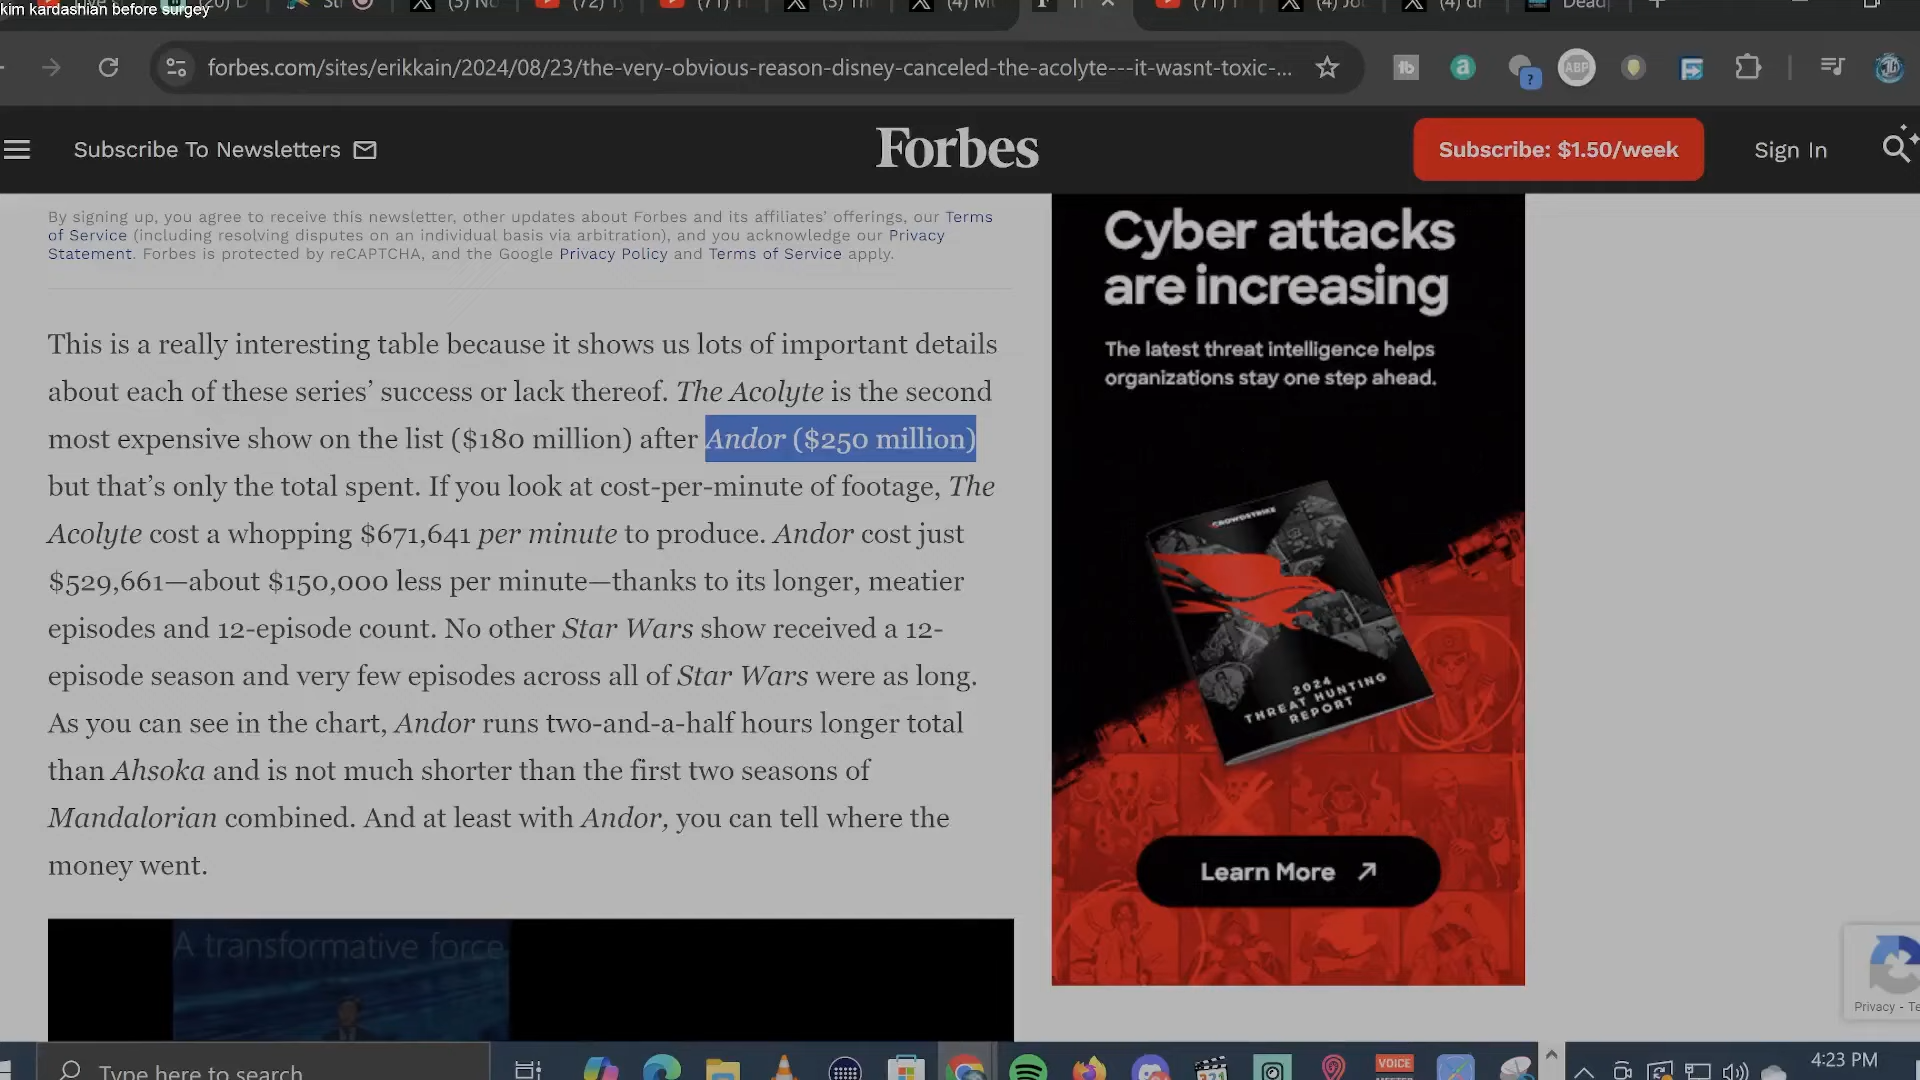 kim kardashian before surgey
forbes.com/sites/erikkain/2024/08/23/the-very-obvious-reason-disney-canceled-the-acolyte---it-wasnt-toxic-...
Subscribe To Newsletters
Forbes
Subscribe: $1.50/week
Sign In
By signing up, you agree to receive this newsletter, other updates about Forbes and its affiliates' offerings, our Terms
of Service (including resolving disputes on an individual basis via arbitration), and you acknowledge our Privacy
Statement. Forbes is protected by reCAPTCHA, and the Google Privacy Policy and Terms of Service apply.
This is a really interesting table because it shows us lots of important details
about each of these series' success or lack thereof. The Acolyte is the second
most expensive show on the list ($180 million) after Andor ($250 million)
but that's only the total spent. If you look at cost-per-minute of footage, The
Acolyte cost a whopping $671,641 per minute to produce. Andor cost just
$529,661—about $150,000 less per minute—thanks to its longer, meatier
episodes and 12-episode count. No other Star Wars show received a 12-
episode season and very few episodes across all of Star Wars were as long.
As you can see in the chart, Andor runs two-and-a-half hours longer total
than Ahsoka and is not much shorter than the first two seasons of
Mandalorian combined. And at least with Andor, you can tell where the
money went.
A transformative force
Cyber attacks
are increasing
The latest threat intelligence helps
organizations stay one step ahead.
CROWDSTRIKE
2024
THREAT HUNTING
REPORT
Learn More
Privacy - Te
Type here to search
VOICE
4:23 PM